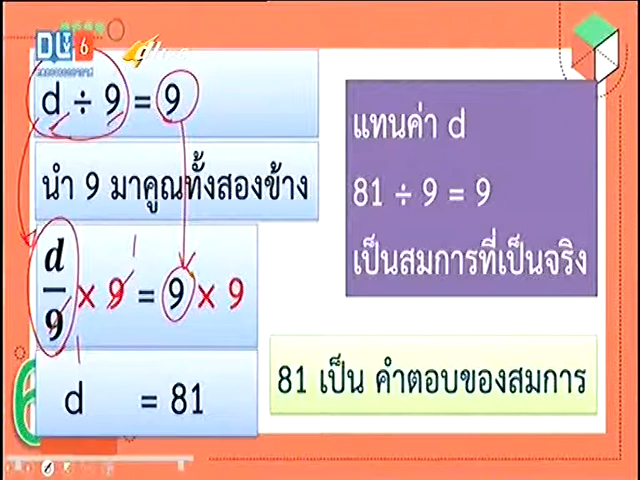 DLTV 6
d ÷ 9 = 9
นำ 9 มาคูณทั้งสองข้าง
d/9 × 9 = 9 × 9
d = 81
แทนค่า d
81 ÷ 9 = 9
เป็นสมการที่เป็นจริง
81 เป็น คำตอบของสมการ